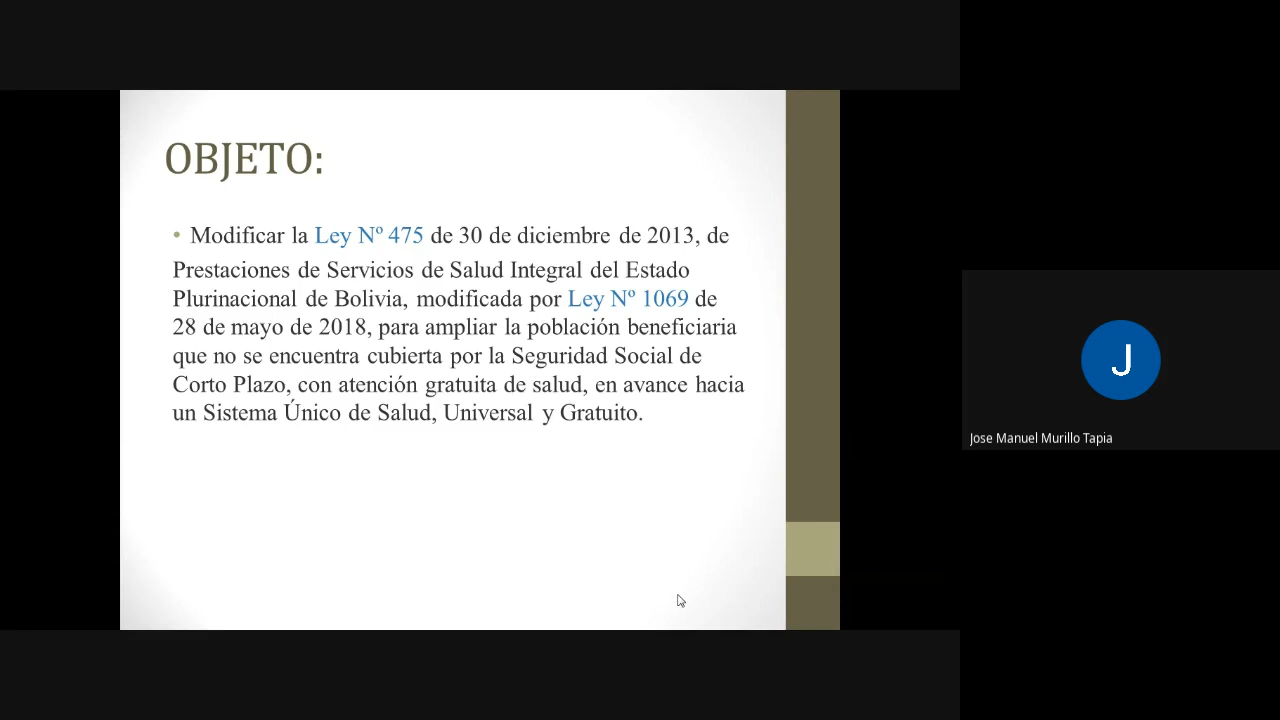 OBJETO:
• Modificar la Ley Nº 475 de 30 de diciembre de 2013, de
Prestaciones de Servicios de Salud Integral del Estado
Plurinacional de Bolivia, modificada por Ley Nº 1069 de
28 de mayo de 2018, para ampliar la población beneficiaria
que no se encuentra cubierta por la Seguridad Social de
Corto Plazo, con atención gratuita de salud, en avance hacia
un Sistema Único de Salud, Universal y Gratuito.
J
Jose Manuel Murillo Tapia